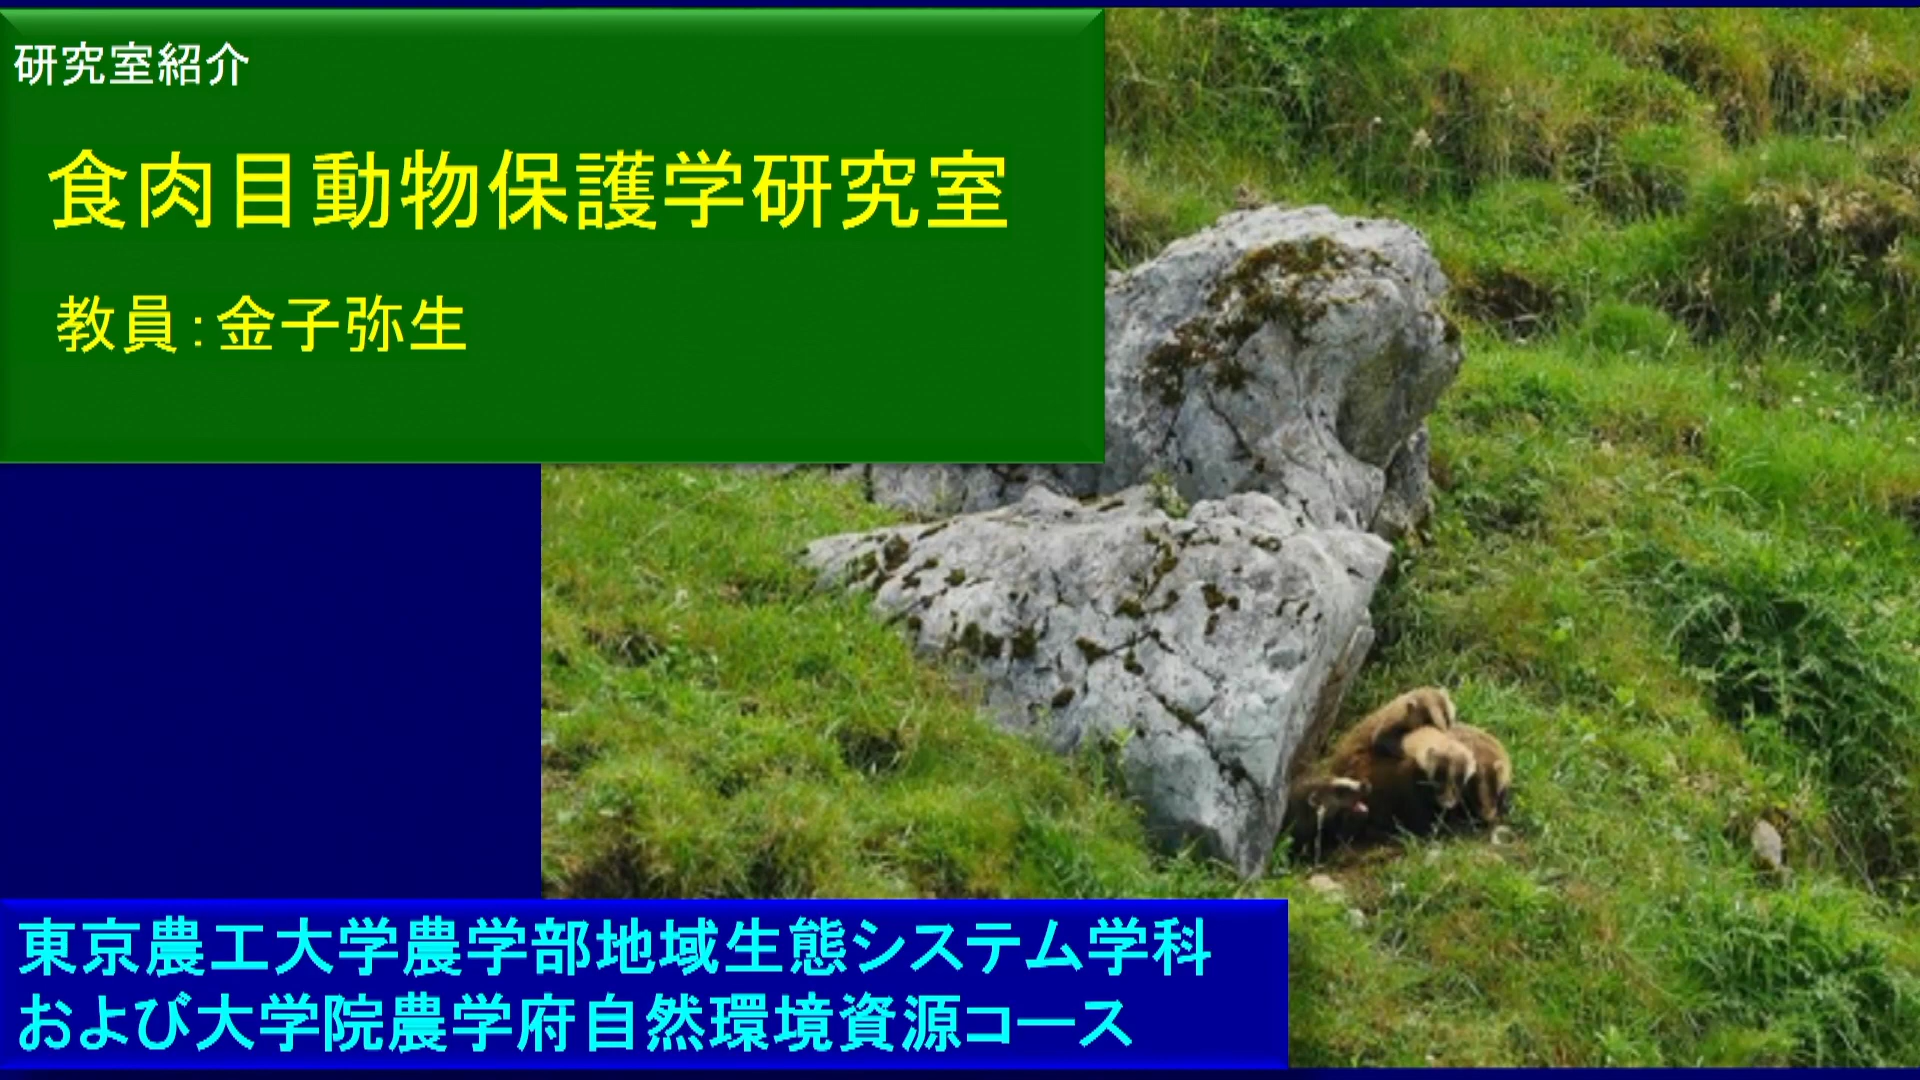 研究室紹介
食肉目動物保護学研究室
教員：金子弥生
東京農工大学農学部地域生態システム学科
および大学院農学府自然環境資源コース